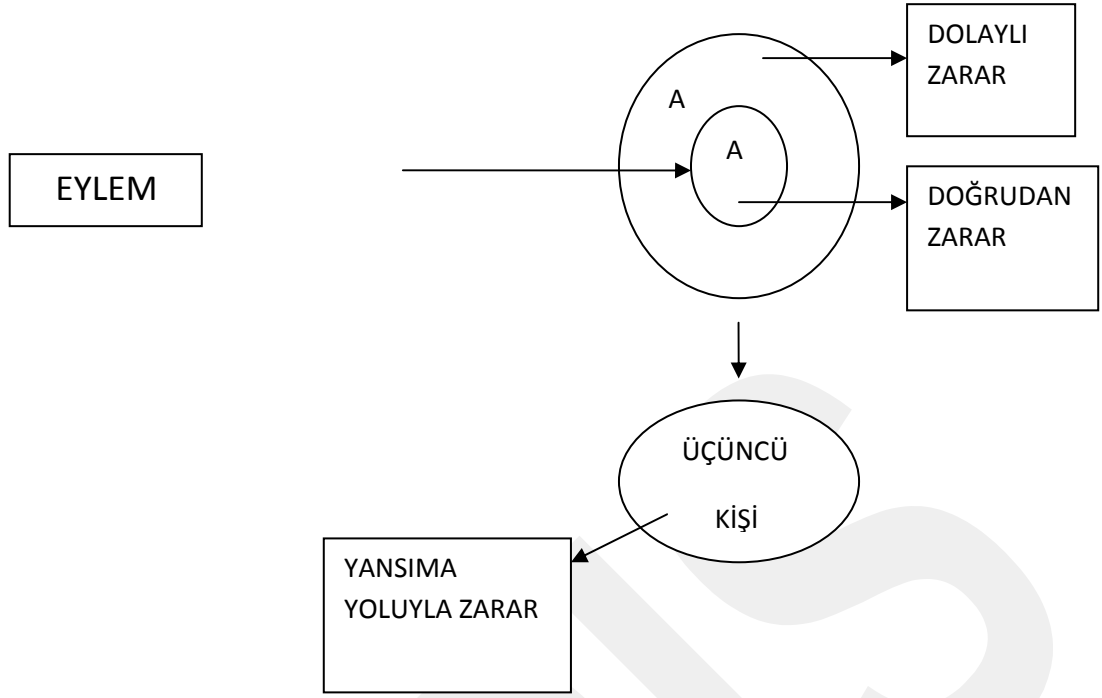 DOLAYLI
ZARAR
A
A
EYLEM
DOĞRUDAN
ZARAR
ÜÇÜNCÜ
KİŞİ
YANSIMA
YOLUYLA ZARAR